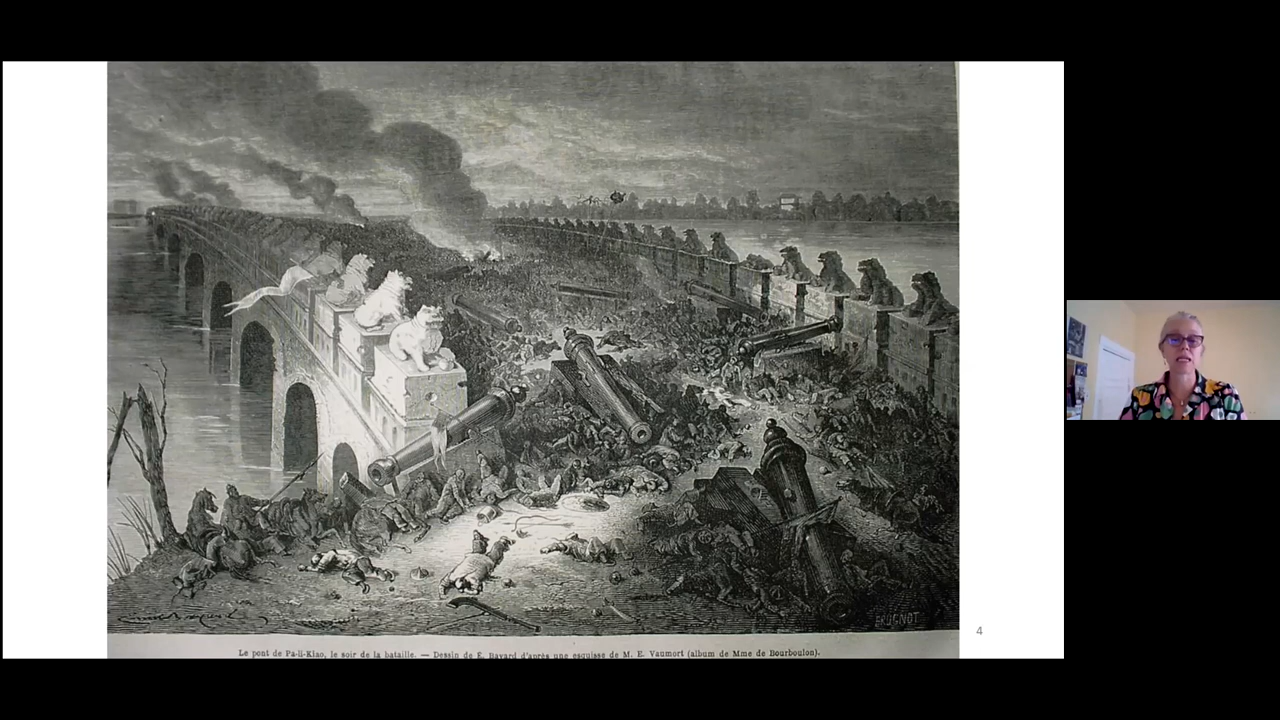 BRUGNOT
Le pont de Pa-li-Kiao, le soir de la bataille. — Dessin de E. Bayard d'après une esquisse de M. E. Vaumort (album de Mme de Bourboulon).
4